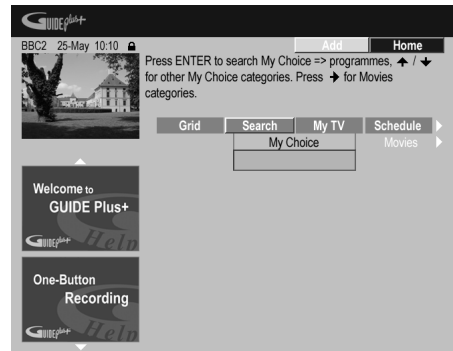 GUIDE Plus+
BBC2 25-May 10:10
Add Home
Press ENTER to search My Choice => programmes, ↑ / ↓
for other My Choice categories. Press → for Movies
categories.
Grid Search My TV Schedule
My Choice Movies
Welcome to
GUIDE Plus+
GUIDE Plus+ Help
One-Button
Recording
GUIDE Plus+ Help